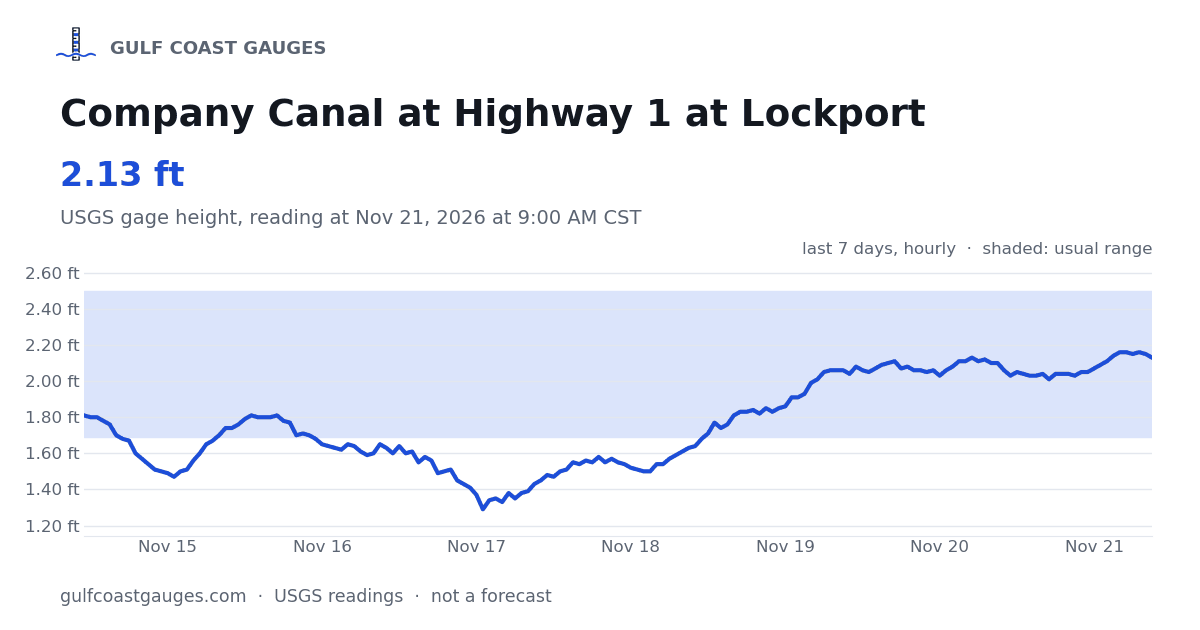 GULF COAST GAUGES
Company Canal at Highway 1 at Lockport
2.13 ft
USGS gage height, reading at Nov 21, 2026 at 9:00 AM CST
last 7 days, hourly · shaded: usual range
2.60 ft
2.40 ft
2.20 ft
2.00 ft
1.80 ft
1.60 ft
1.40 ft
1.20 ft
Nov 15 Nov 16 Nov 17 Nov 18 Nov 19 Nov 20 Nov 21
gulfcoastgauges.com · USGS readings · not a forecast